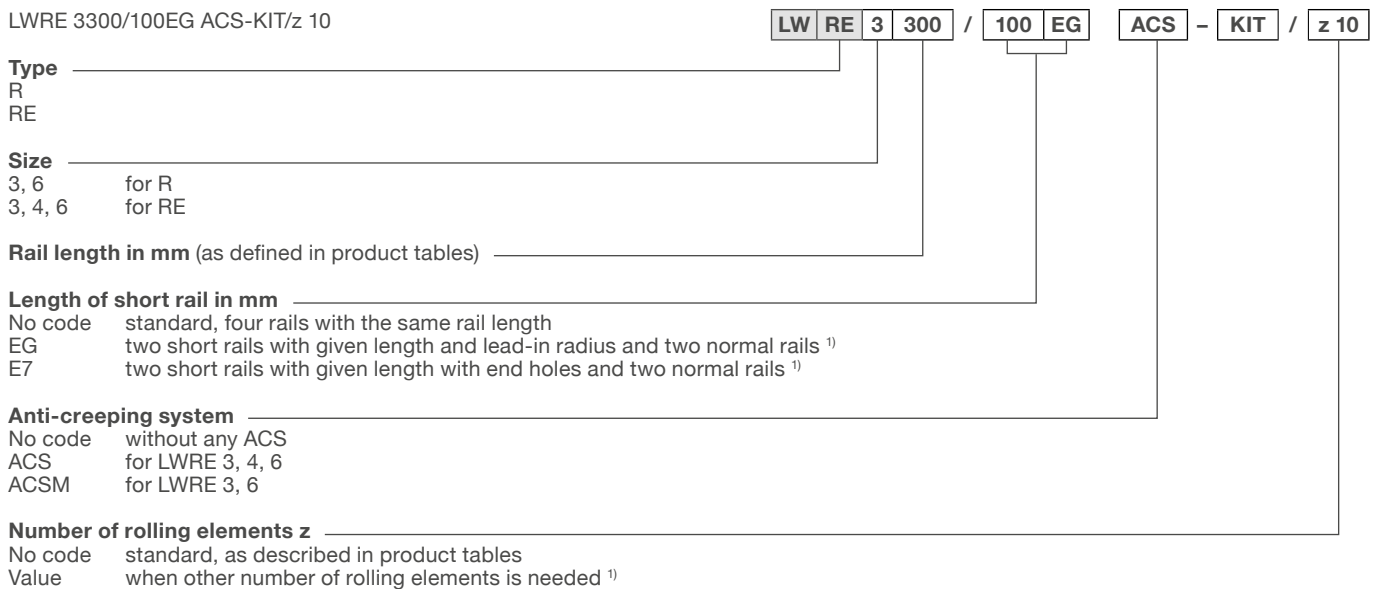 LWRE 3300/100EG ACS-KIT/z 10
LW RE 3 300 / 100 EG ACS – KIT / z 10
Type
R
RE
Size
3, 6 for R
3, 4, 6 for RE
Rail length in mm (as defined in product tables)
Length of short rail in mm
No code standard, four rails with the same rail length
EG two short rails with given length and lead-in radius and two normal rails 1)
E7 two short rails with given length with end holes and two normal rails 1)
Anti-creeping system
No code without any ACS
ACS for LWRE 3, 4, 6
ACSM for LWRE 3, 6
Number of rolling elements z
No code standard, as described in product tables
Value when other number of rolling elements is needed 1)